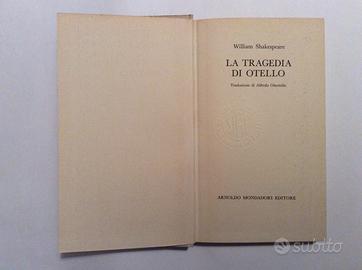 William Shakespeare
LA TRAGEDIA
DI OTELLO
Traduzione di Alfredo Obertello
ARNOLDO MONDADORI EDITORE
subito